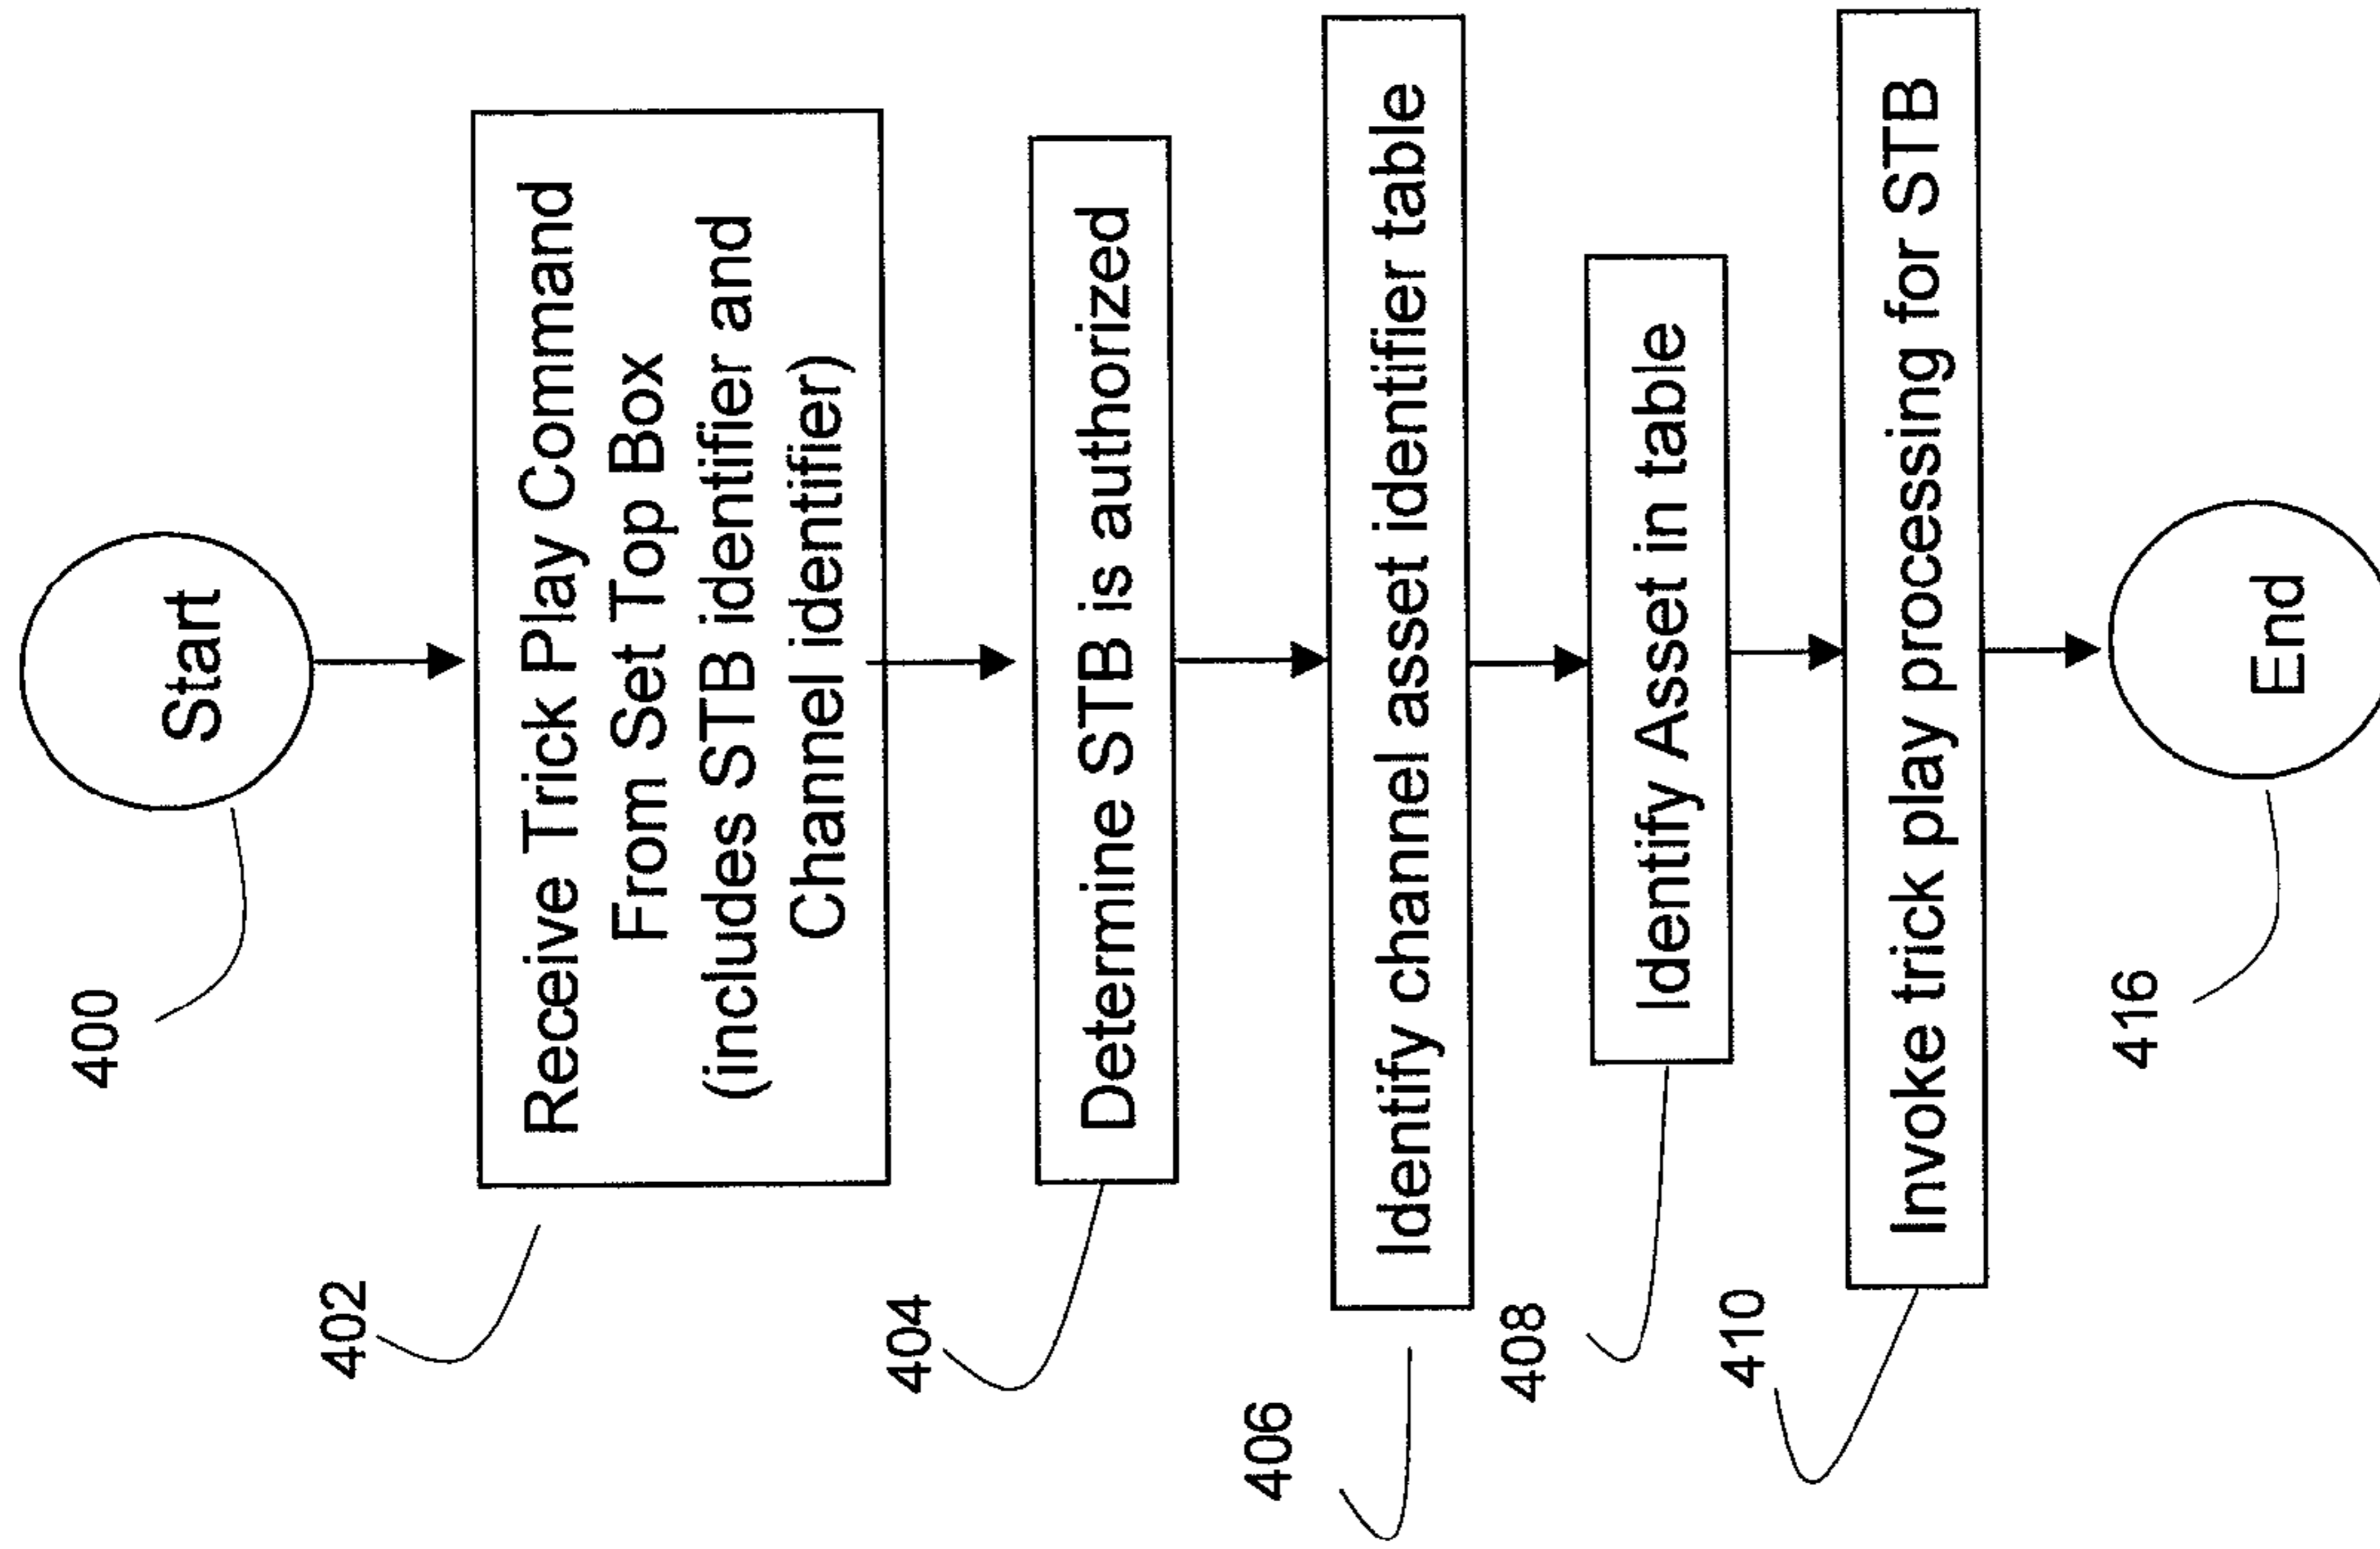 400
Start
402
Receive Trick Play Command
From Set Top Box
(includes STB identifier and
Channel identifier)
404
Determine STB is authorized
406
Identify channel asset identifier table
408
Identify Asset in table
410
Invoke trick play processing for STB
416
End